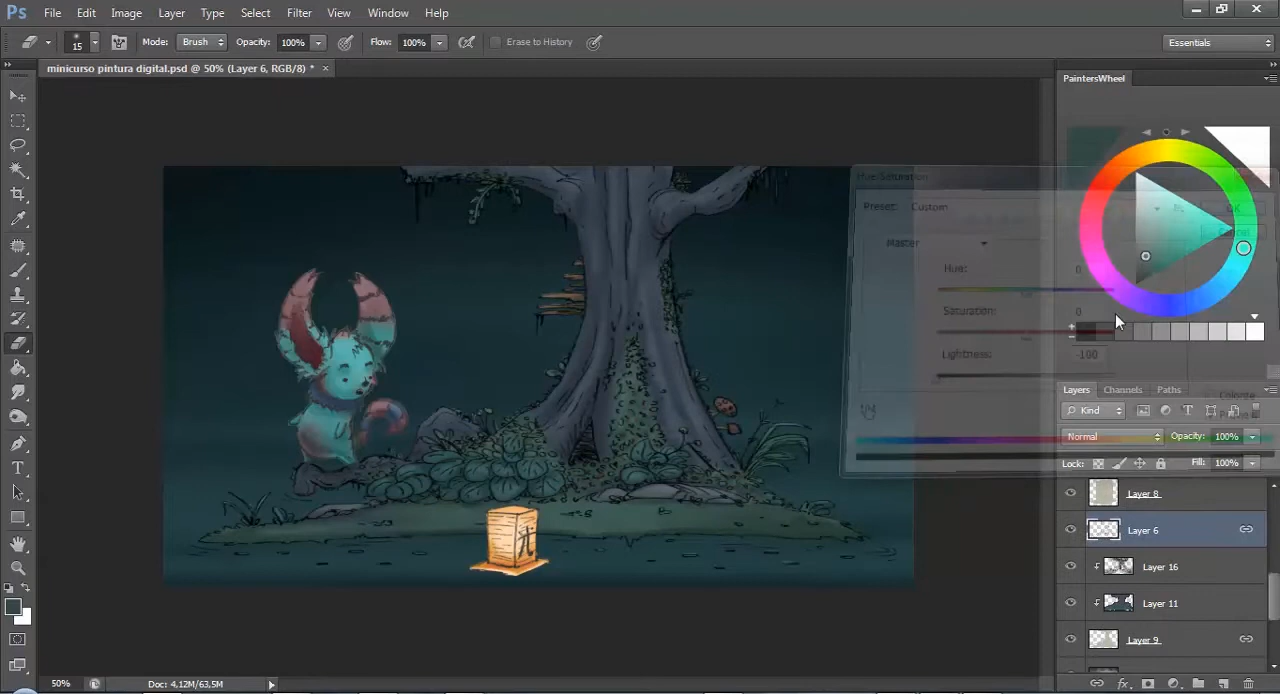 Ps File Edit Image Layer Type Select Filter View Window Help
15 Mode: Brush Opacity: 100% Flow: 100% Erase to History Essentials
minicurso pintura digital.psd @ 50% (Layer 6, RGB/8) * ×
PaintersWheel
Hue/Saturation
Preset: Custom OK
Cancel
Master
Hue: 0
Saturation: 0
Lightness: -100
Layers Channels Paths
Colorize
Kind
Normal Opacity: 100%
Lock: Fill: 100%
Layer 8
Layer 6
Layer 16
Layer 11
Layer 9
50% Doc: 4,12M/63,5M